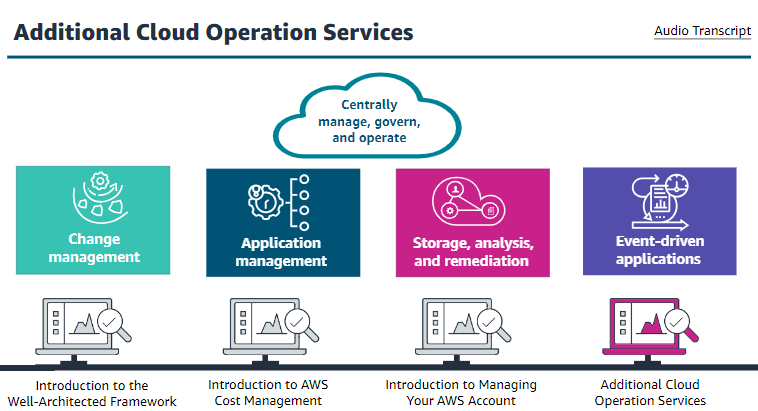 Additional Cloud Operation Services
Audio Transcript
Centrally
manage, govern,
and operate
Change
management
Application
management
Storage, analysis,
and remediation
Event-driven
applications
Introduction to the
Well-Architected Framework
Introduction to AWS
Cost Management
Introduction to Managing
Your AWS Account
Additional Cloud
Operation Services